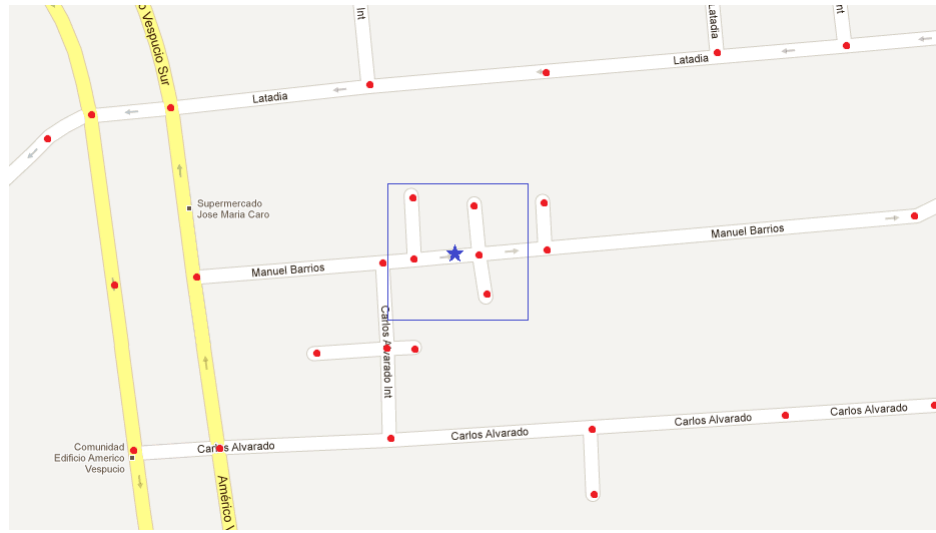 o Vespucio Sur
Int
Latadia
nt
Latadia
Latadia
Supermercado
Jose Maria Caro
Manuel Barrios
Manuel Barrios
Carlos Alvarado Int
Carlos Alvarado
Carlos Alvarado
Carlos Alvarado
Carlos Alvarado
Comunidad
Edificio Americo
Vespucio
Américo V